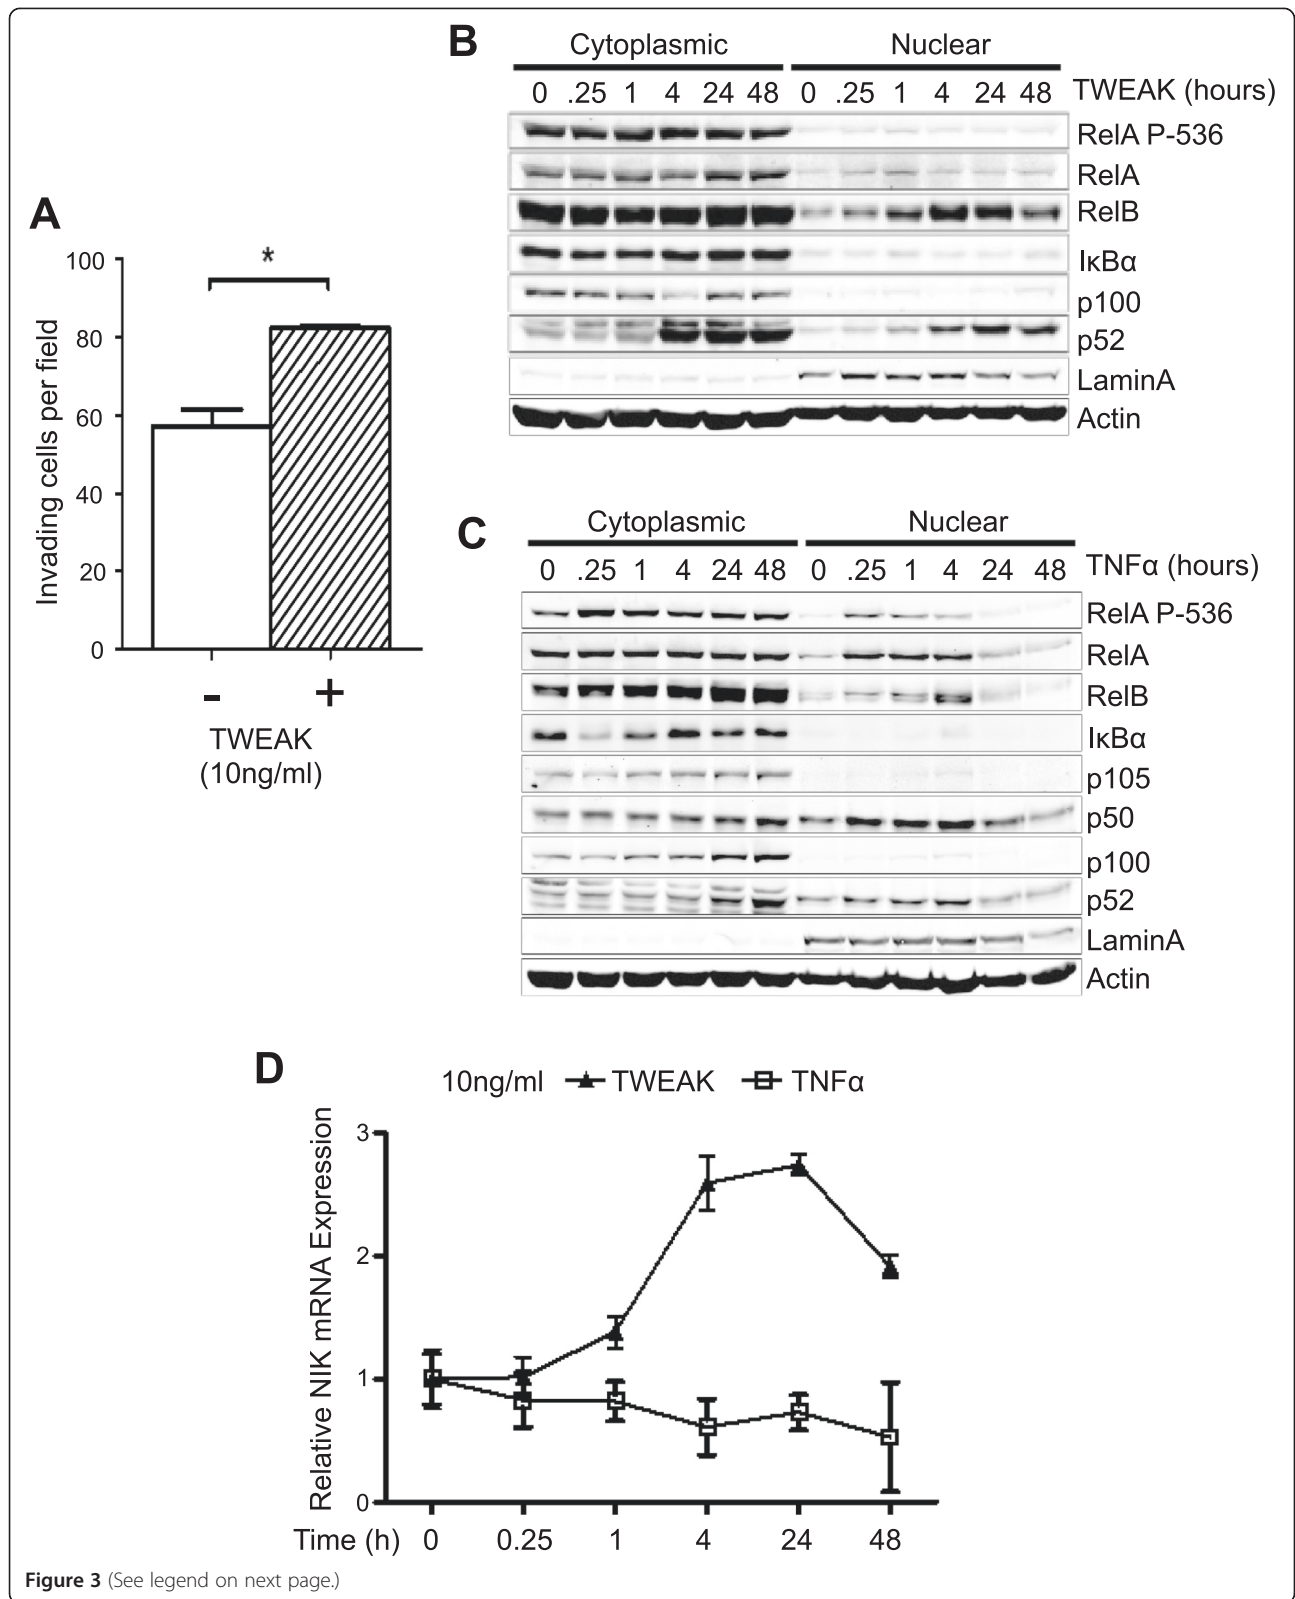 A
*
100
80
60
40
20
0
Invading cells per field
- +
TWEAK
(10ng/ml)
B
Cytoplasmic Nuclear
0 .25 1 4 24 48 0 .25 1 4 24 48 TWEAK (hours)
RelA P-536
RelA
RelB
IκBα
p100
p52
LaminA
Actin
C
Cytoplasmic Nuclear
0 .25 1 4 24 48 0 .25 1 4 24 48 TNFα (hours)
RelA P-536
RelA
RelB
IκBα
p105
p50
p100
p52
LaminA
Actin
D
10ng/ml TWEAK TNFα
Relative NIK mRNA Expression
3
2
1
0
Time (h) 0 0.25 1 4 24 48
Figure 3 (See legend on next page.)